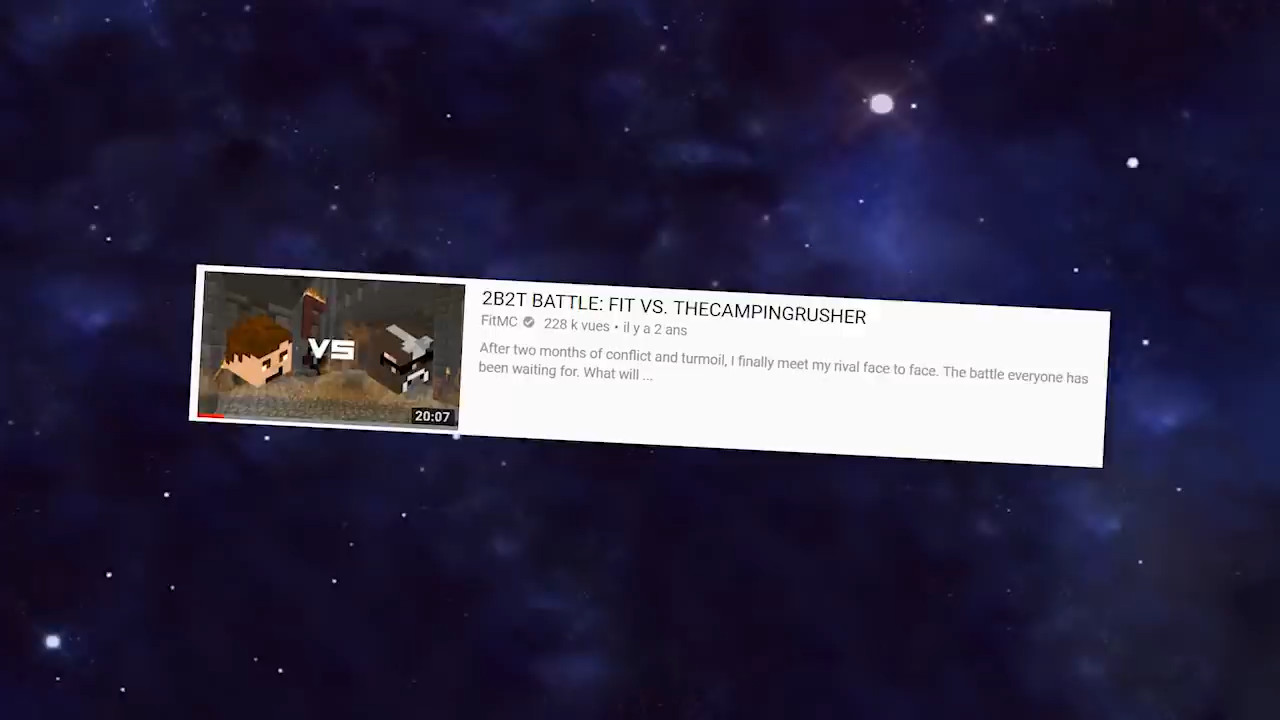 VS
20:07
2B2T BATTLE: FIT VS. THECAMPINGRUSHER
FitMC 228 k vues • il y a 2 ans
After two months of conflict and turmoil, I finally meet my rival face to face. The battle everyone has
been waiting for. What will ...